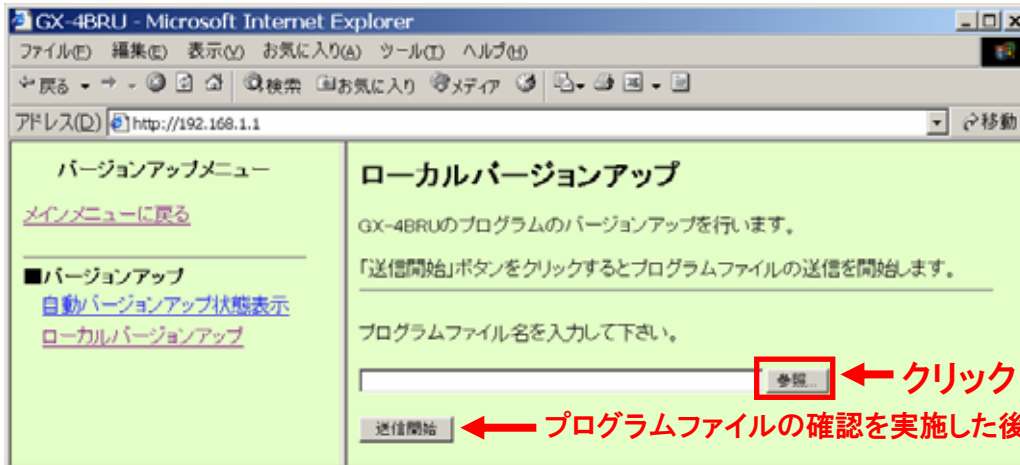 GX-4BRU - Microsoft Internet Explorer
ファイル(F) 編集(E) 表示(V) お気に入り(A) ツール(T) ヘルプ(H)
戻る 検索 お気に入り メディア
アドレス(D) http://192.168.1.1 移動
バージョンアップメニュー
メインメニューに戻る
■バージョンアップ
自動バージョンアップ状態表示
ローカルバージョンアップ
ローカルバージョンアップ
GX-4BRUのプログラムのバージョンアップを行います。
「送信開始」ボタンをクリックするとプログラムファイルの送信を開始します。
プログラムファイル名を入力して下さい。
参照... クリック
送信開始 プログラムファイルの確認を実施した後